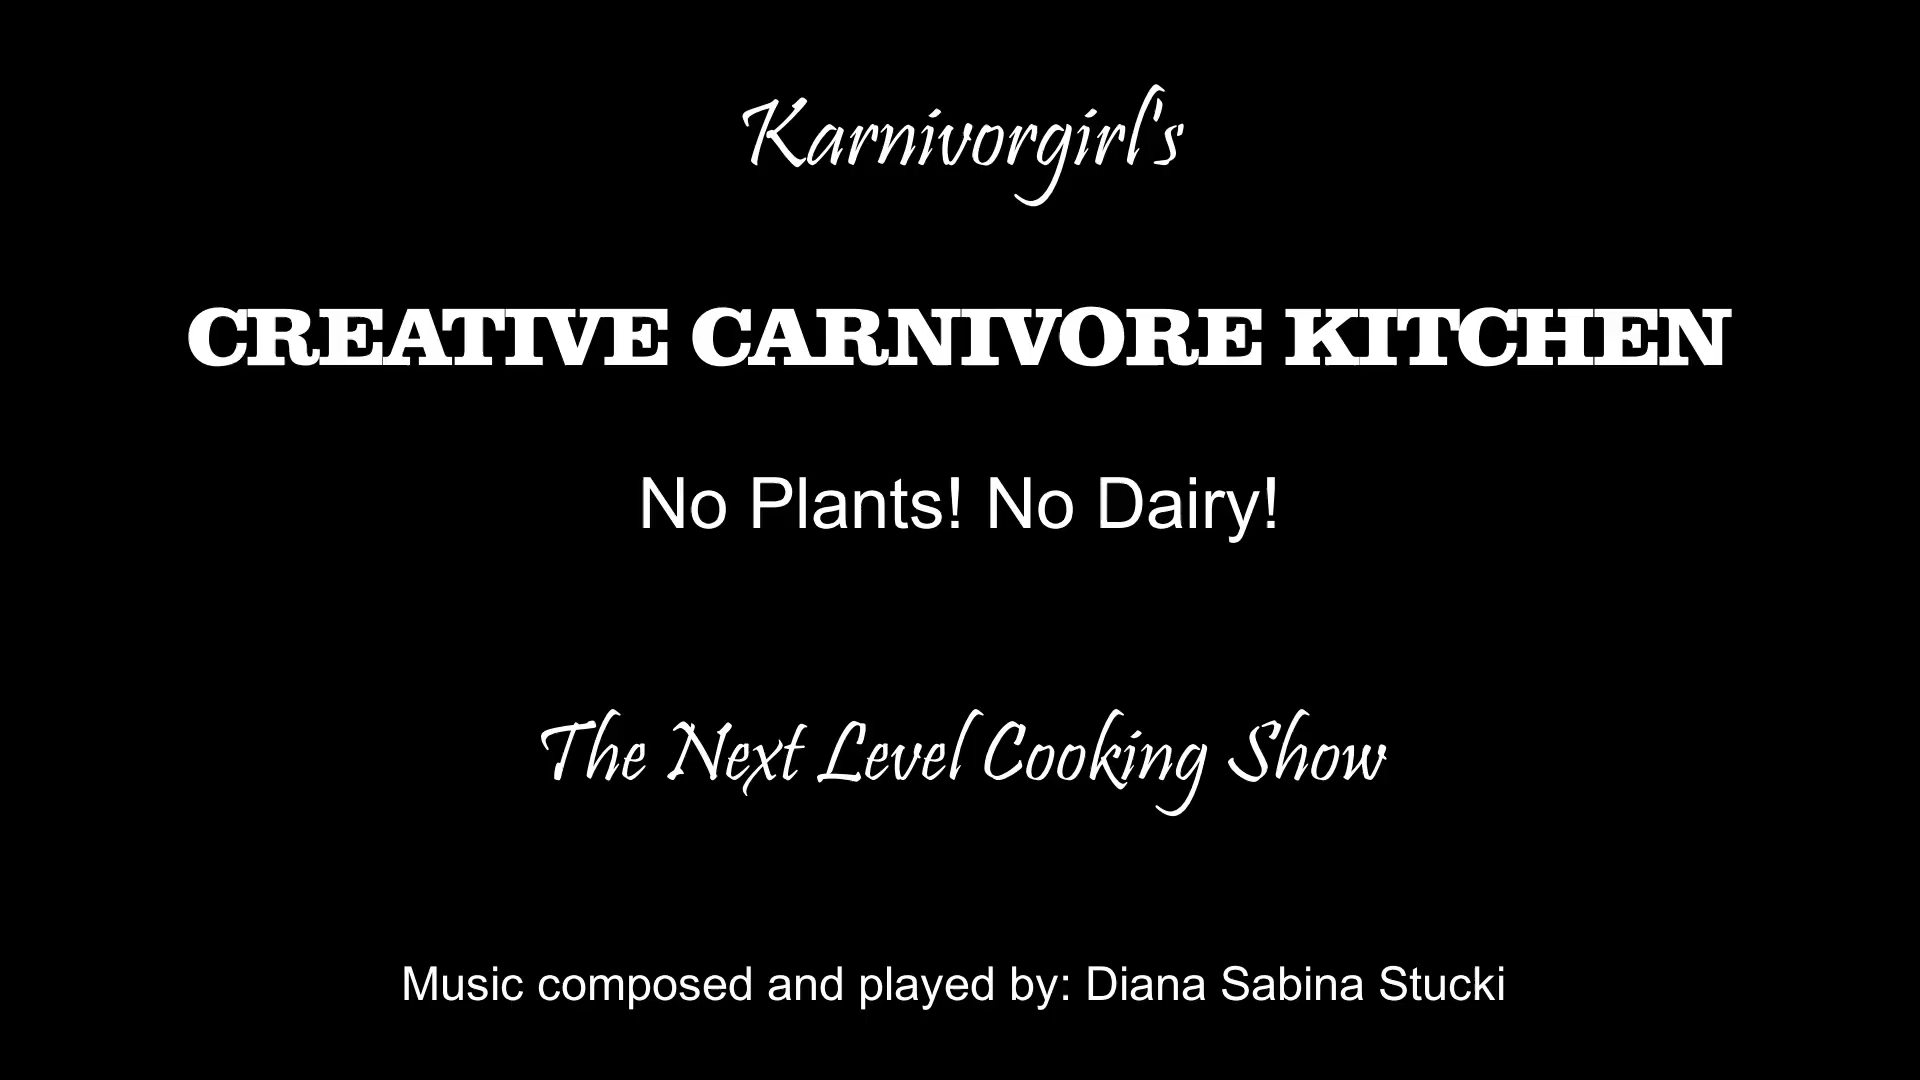 Karnivorgirl's
CREATIVE CARNIVORE KITCHEN
No Plants! No Dairy!
The Next Level Cooking Show
Music composed and played by: Diana Sabina Stucki